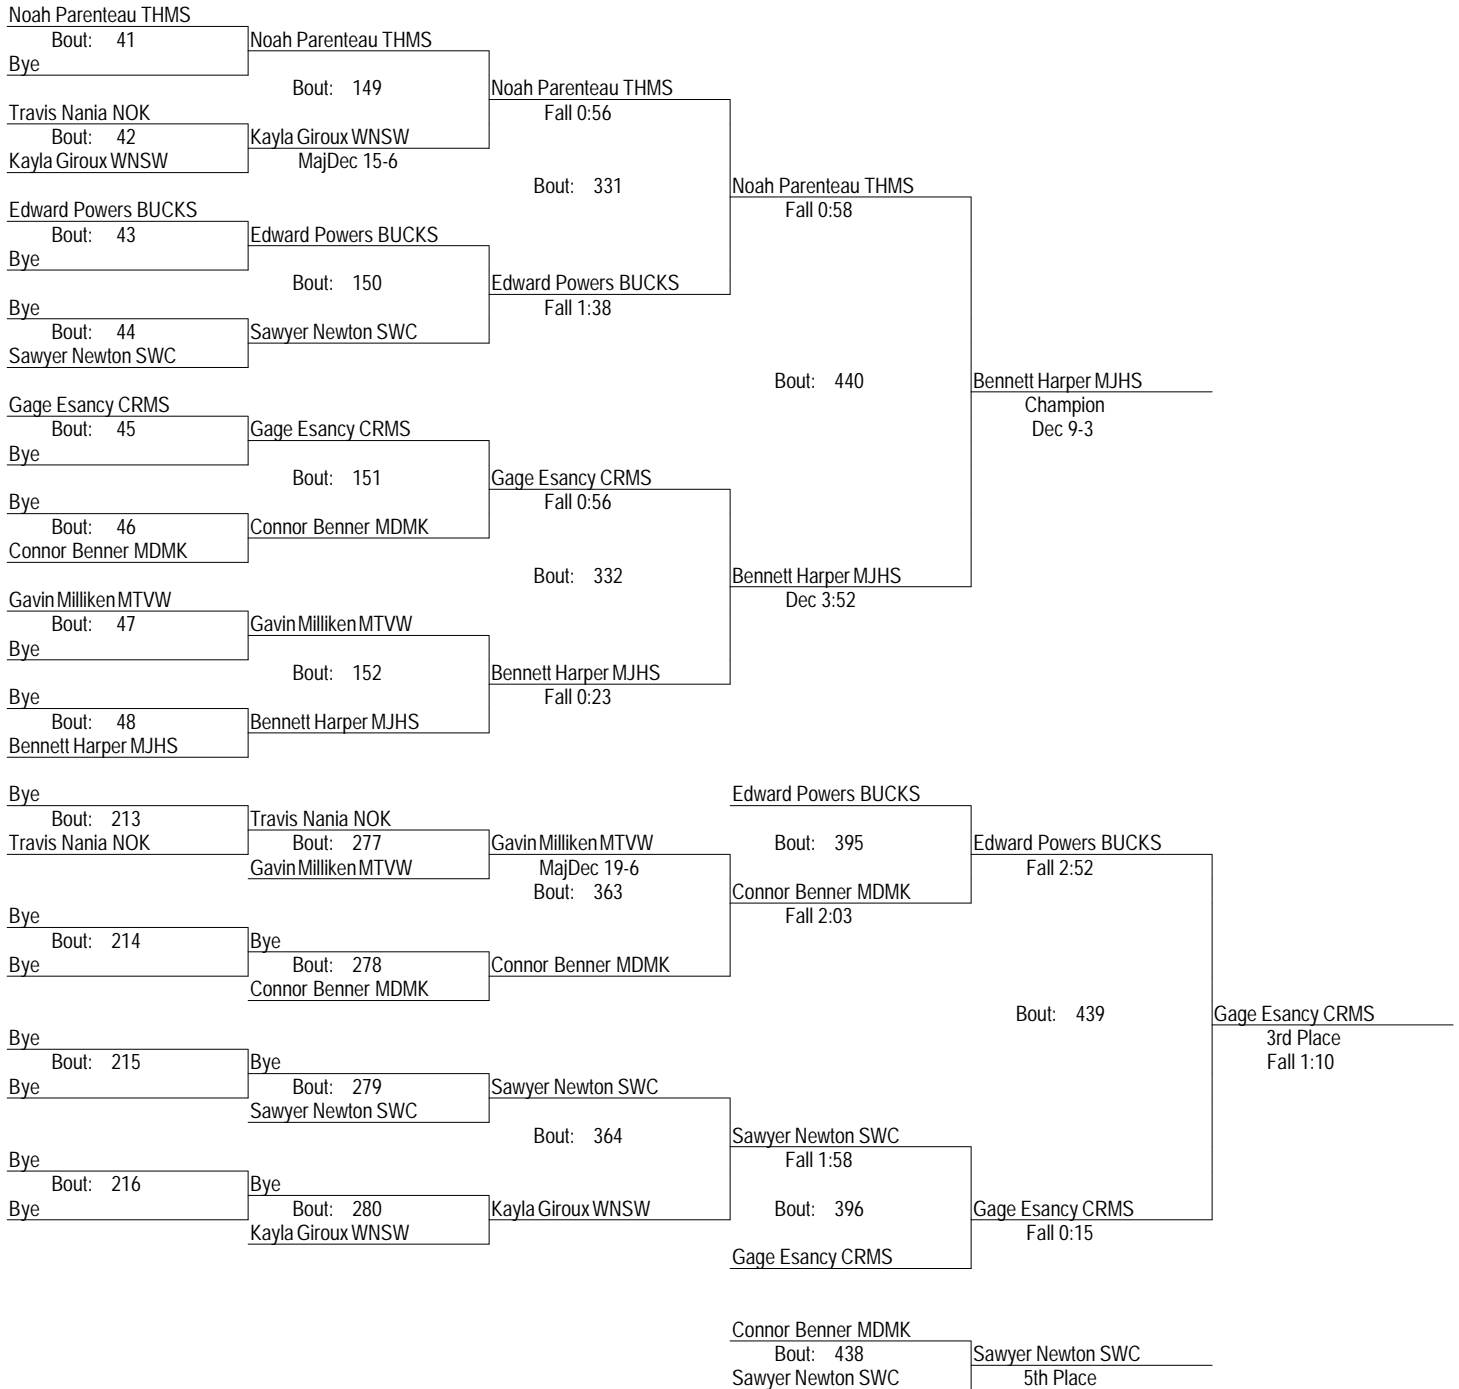 Noah Parenteau THMS
Bout: 41
Noah Parenteau THMS
Bye
Bout: 149
Noah Parenteau THMS
Travis Nania NOK
Fall 0:56
Bout: 42
Kayla Giroux WNSW
Kayla Giroux WNSW
MajDec 15-6
Bout: 331
Noah Parenteau THMS
Edward Powers BUCKS
Fall 0:58
Bout: 43
Edward Powers BUCKS
Bye
Bout: 150
Edward Powers BUCKS
Bye
Fall 1:38
Bout: 44
Sawyer Newton SWC
Sawyer Newton SWC
Bout: 440
Bennett Harper MJHS
Gage Esancy CRMS
Champion
Bout: 45
Gage Esancy CRMS
Dec 9-3
Bye
Bout: 151
Gage Esancy CRMS
Bye
Fall 0:56
Bout: 46
Connor Benner MDMK
Connor Benner MDMK
Bout: 332
Bennett Harper MJHS
Gavin Milliken MTVW
Dec 3:52
Bout: 47
Gavin Milliken MTVW
Bye
Bout: 152
Bennett Harper MJHS
Bye
Fall 0:23
Bout: 48
Bennett Harper MJHS
Bennett Harper MJHS
Bye
Edward Powers BUCKS
Bout: 213
Travis Nania NOK
Travis Nania NOK
Bout: 277
Gavin Milliken MTVW
Bout: 395
Edward Powers BUCKS
Gavin Milliken MTVW
MajDec 19-6
Fall 2:52
Bout: 363
Connor Benner MDMK
Bye
Fall 2:03
Bout: 214
Bye
Bye
Bout: 278
Connor Benner MDMK
Connor Benner MDMK
Bout: 439
Gage Esancy CRMS
Bye
3rd Place
Bout: 215
Bye
Fall 1:10
Bye
Bout: 279
Sawyer Newton SWC
Sawyer Newton SWC
Bout: 364
Sawyer Newton SWC
Bye
Fall 1:58
Bout: 216
Bye
Bye
Bout: 280
Kayla Giroux WNSW
Bout: 396
Gage Esancy CRMS
Kayla Giroux WNSW
Fall 0:15
Gage Esancy CRMS
Connor Benner MDMK
Bout: 438
Sawyer Newton SWC
Sawyer Newton SWC
5th Place